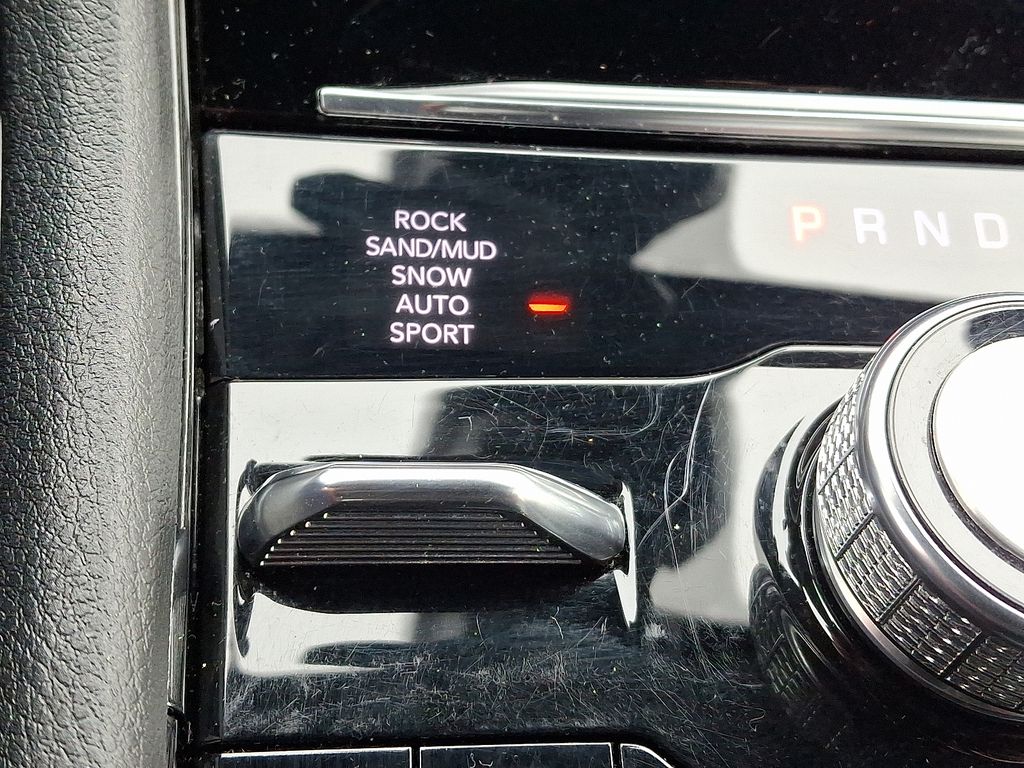 ROCK
SAND/MUD
SNOW
AUTO
SPORT
P R N D